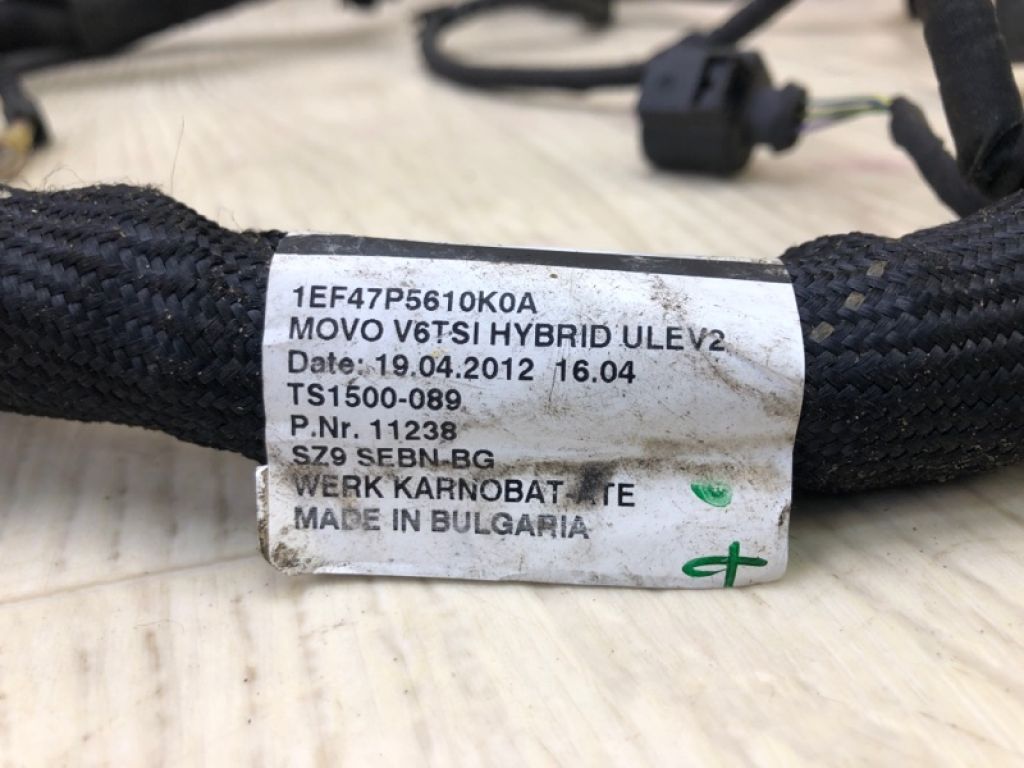 1EF47P5610K0A
MOVO V6TSI HYBRID ULEV2
Date: 19.04.2012 16.04
TS1500-089
P.Nr. 11238
SZ9 SEBN-BG
WERK KARNOBAT-ATE
MADE IN BULGARIA